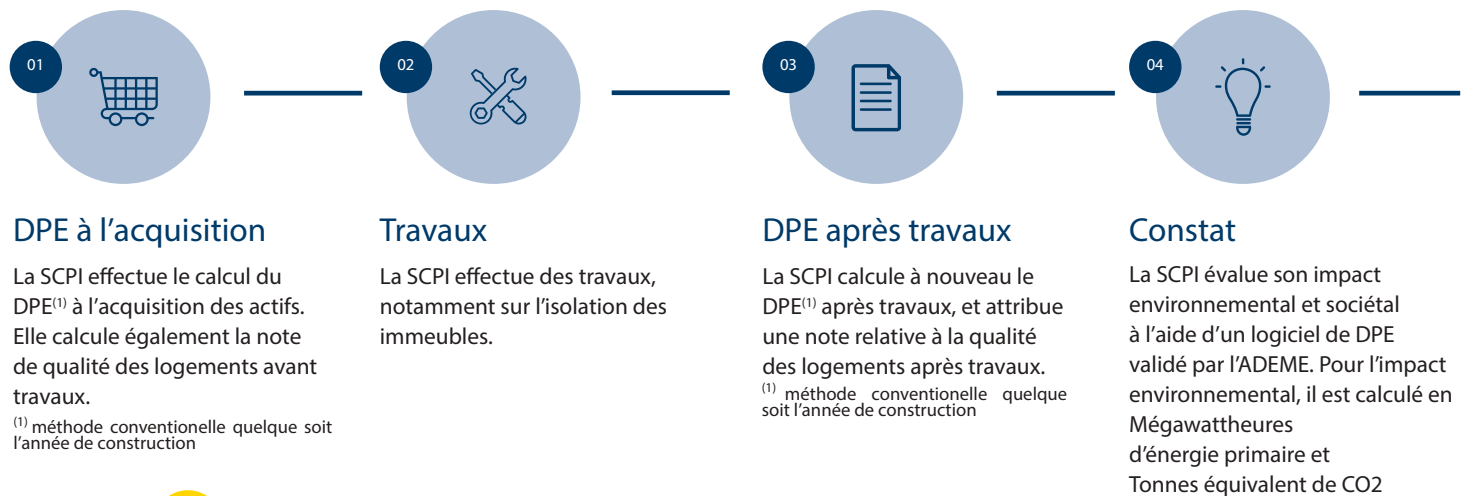 01
DPE à l’acquisition
La SCPI effectue le calcul du
DPE(1) à l’acquisition des actifs.
Elle calcule également la note
de qualité des logements avant
travaux.
(1) méthode conventionelle quelque soit
l’année de construction
02
Travaux
La SCPI effectue des travaux,
notamment sur l’isolation des
immeubles.
03
DPE après travaux
La SCPI calcule à nouveau le
DPE(1) après travaux, et attribue
une note relative à la qualité
des logements après travaux.
(1) méthode conventionelle quelque
soit l’année de construction
04
Constat
La SCPI évalue son impact
environnemental et sociétal
à l’aide d’un logiciel de DPE
validé par l’ADEME. Pour l’impact
environnemental, il est calculé en
Mégawattheures
d’énergie primaire et
Tonnes équivalent de CO2